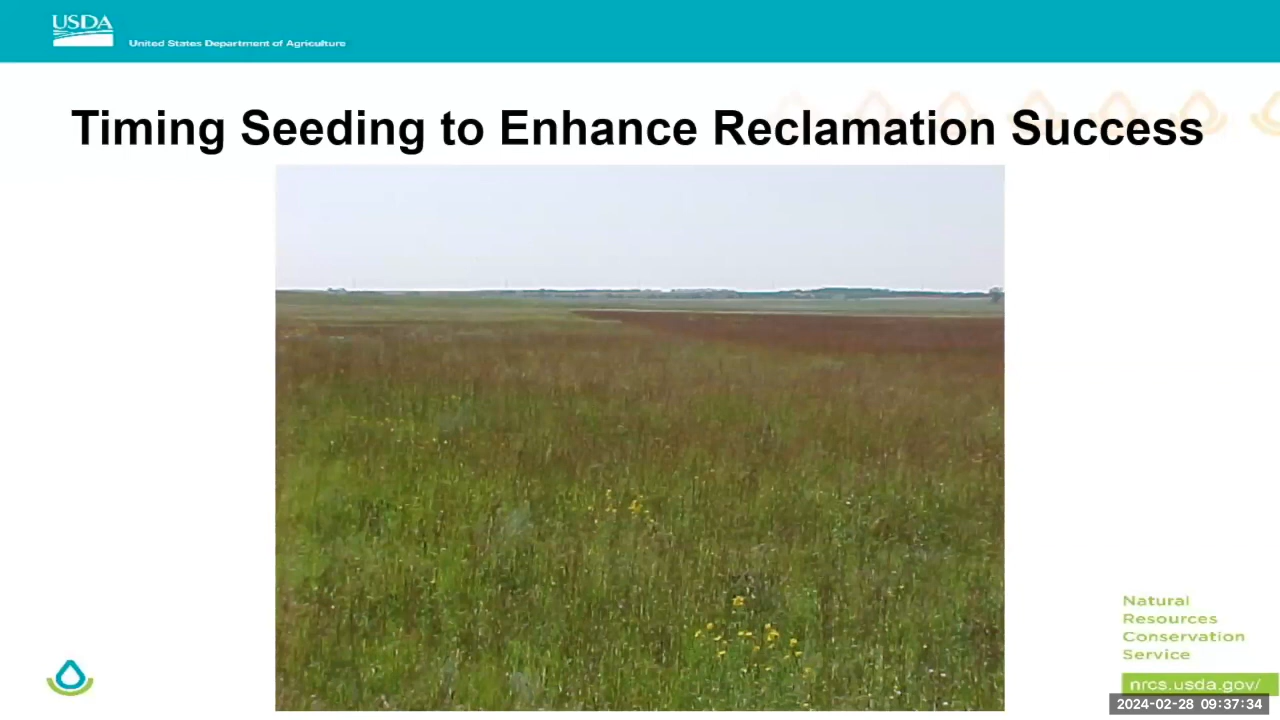 USDA
United States Department of Agriculture
Timing Seeding to Enhance Reclamation Success
Natural
Resources
Conservation
Service
nrcs.usda.gov/
2024-02-28 09:37:34